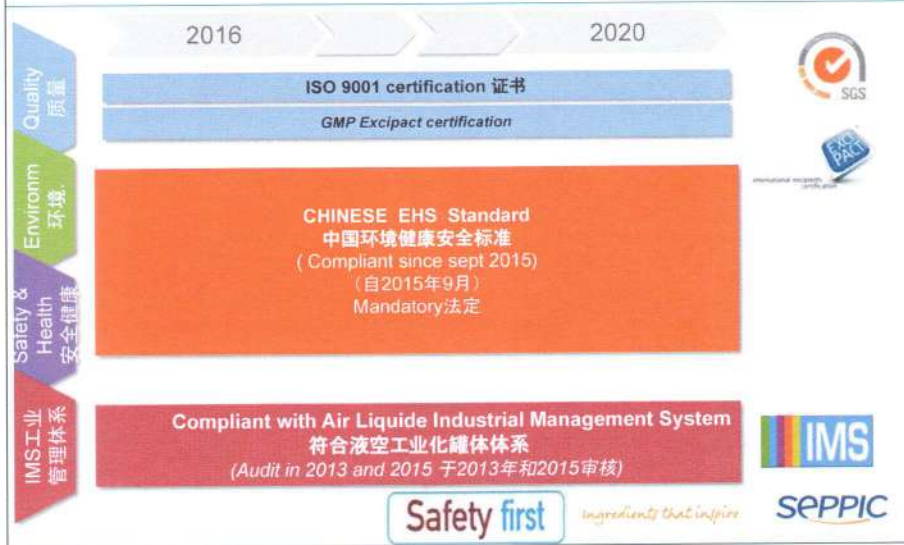 2016
2020
Quality
质量
ISO 9001 certification 证书
GMP Excipact certification
SGS
EXCi
PACT
international excipients
certification
Environm
环境.
Safety &
Health
安全健康
CHINESE EHS Standard
中国环境健康安全标准
( Compliant since sept 2015)
（自2015年9月）
Mandatory法定
IMS工业
管理体系
Compliant with Air Liquide Industrial Management System
符合液空工业化罐体体系
(Audit in 2013 and 2015 于2013年和2015审核)
IMS
Safety first
Ingredients that inspire
SEPPIC